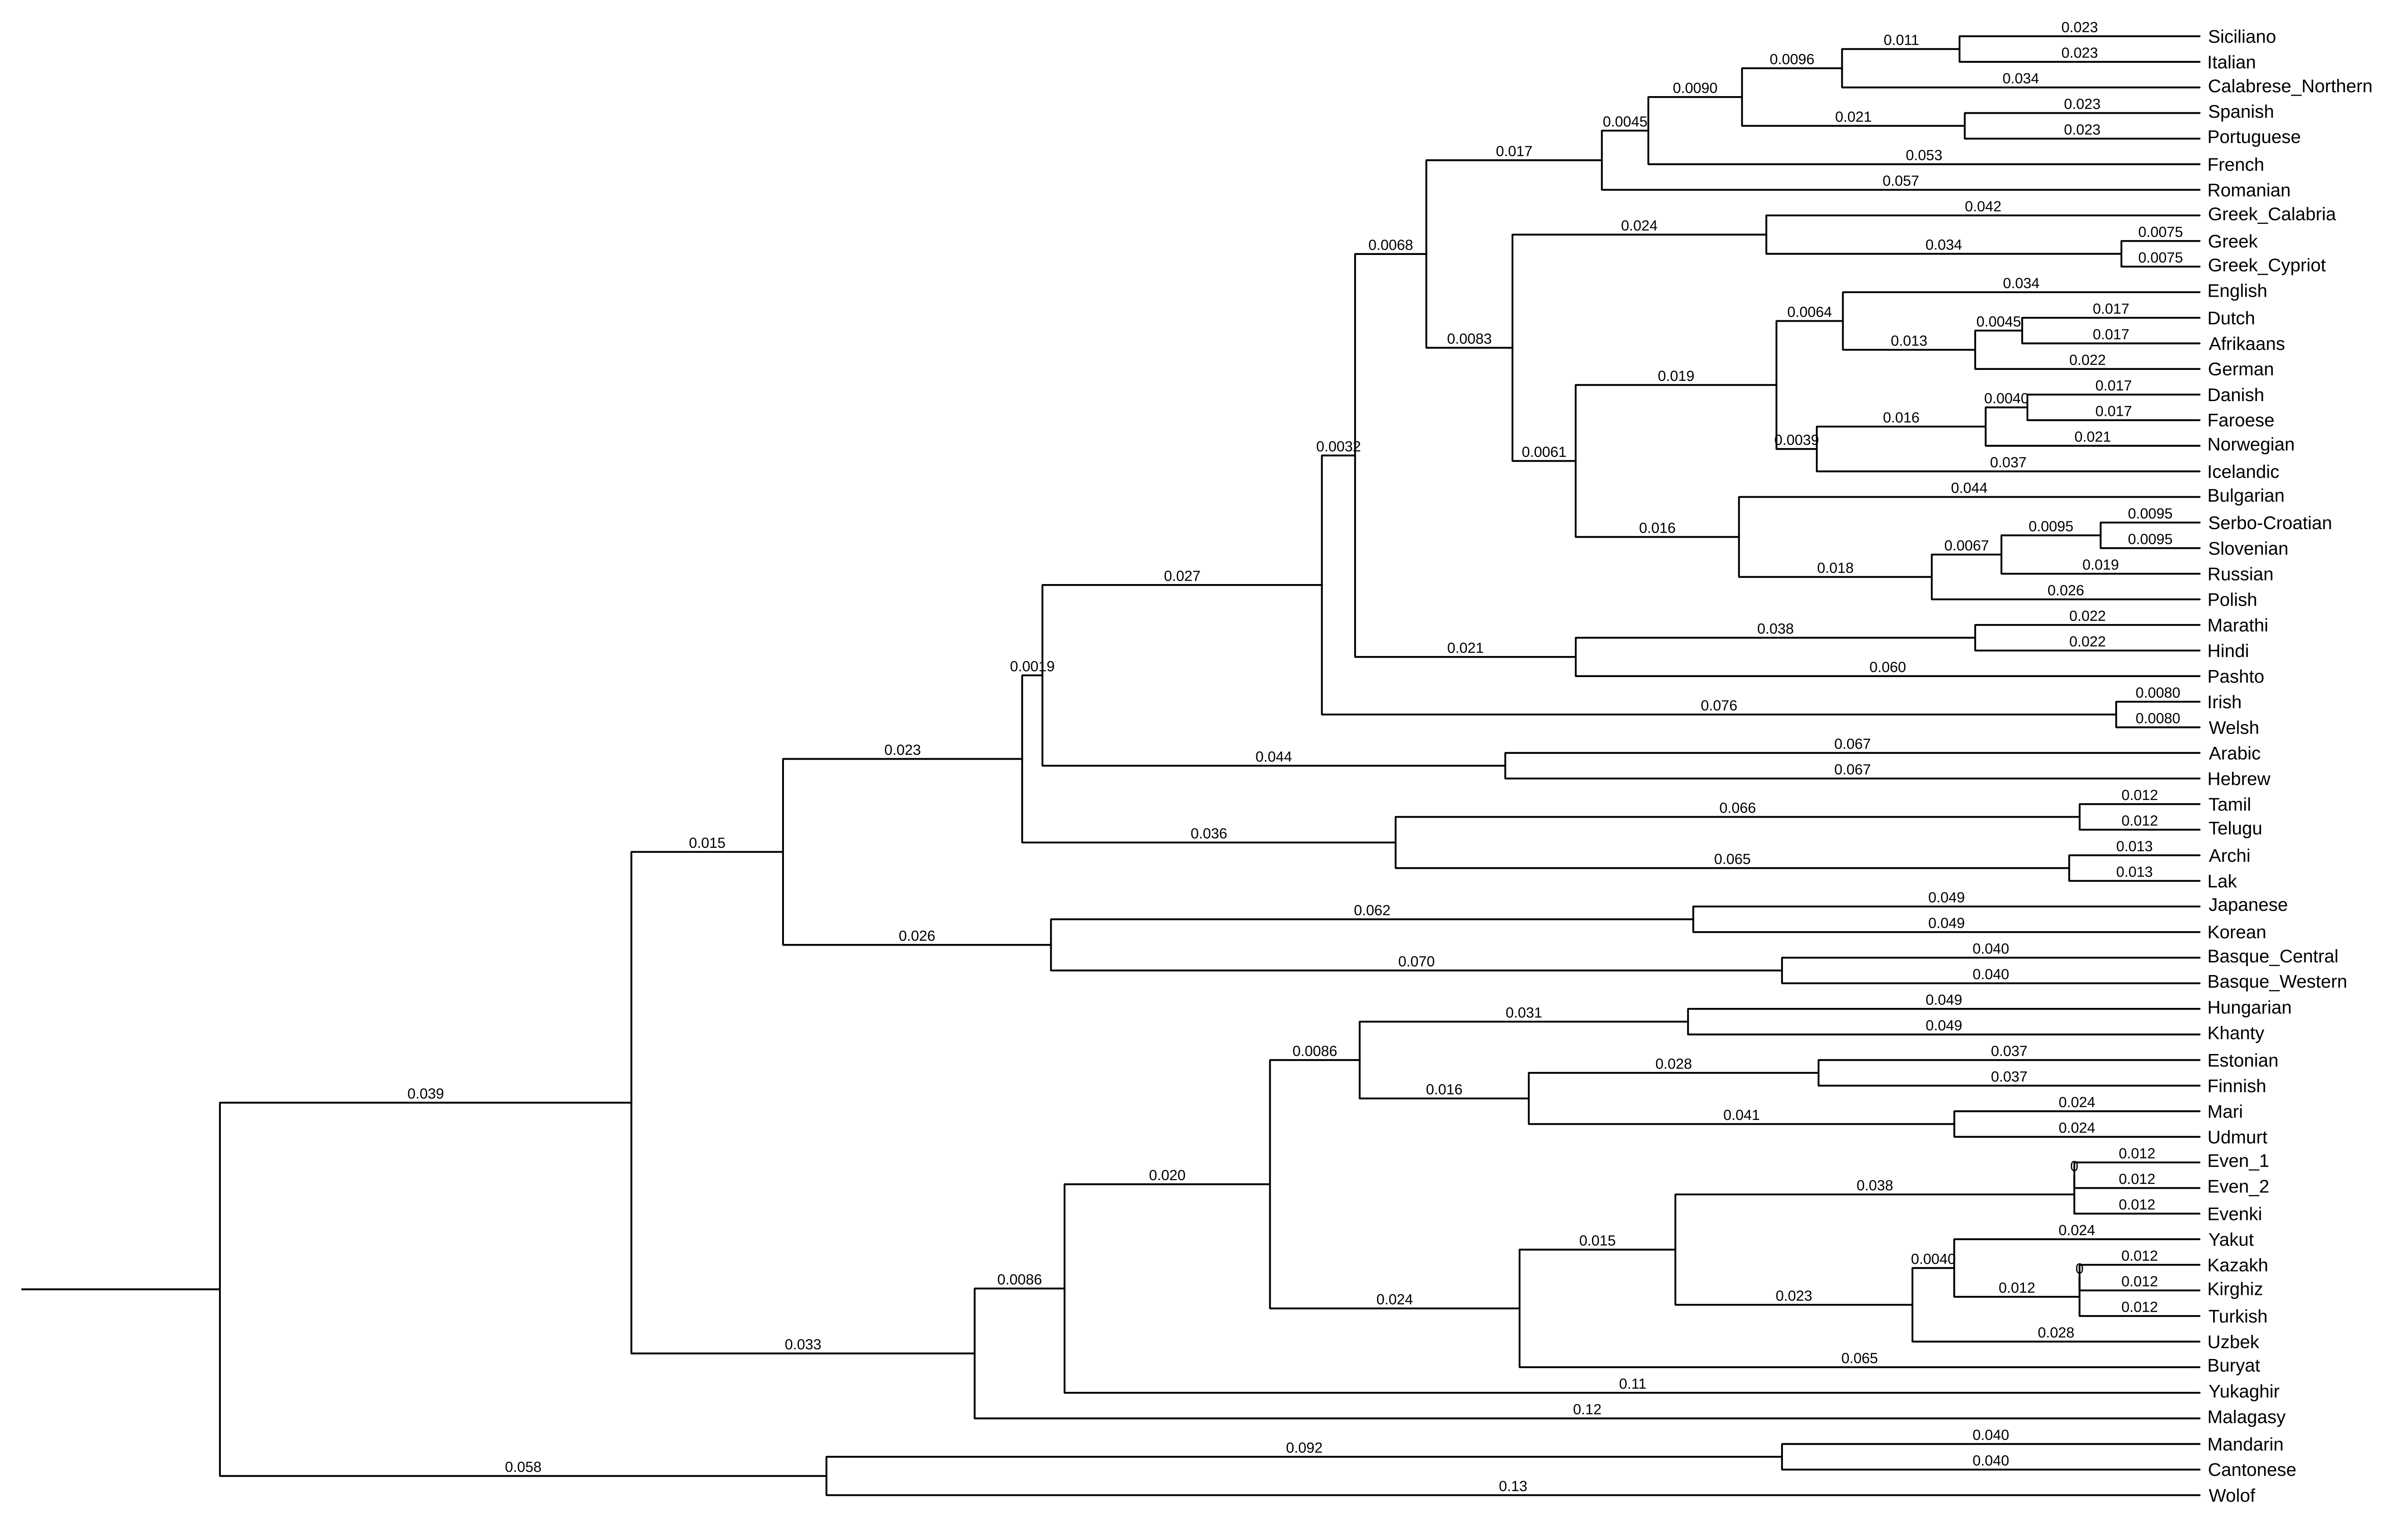 0.023 Siciliano
0.011
0.023 Italian
0.0096
0.034 Calabrese_Northern
0.0090
0.023 Spanish
0.021
0.023 Portuguese
0.0045
0.053 French
0.017
0.057 Romanian
0.042 Greek_Calabria
0.024
0.0075 Greek
0.0068
0.034
0.0075 Greek_Cypriot
0.034 English
0.0064
0.017 Dutch
0.0045
0.0083
0.013
0.017 Afrikaans
0.022 German
0.019
0.017 Danish
0.0040
0.016
0.017 Faroese
0.0032
0.0061
0.0039
0.021 Norwegian
0.037 Icelandic
0.044 Bulgarian
0.016
0.0095 Serbo-Croatian
0.0095
0.0067
0.0095 Slovenian
0.027
0.018
0.019 Russian
0.026 Polish
0.022 Marathi
0.038
0.021
0.022 Hindi
0.0019
0.060 Pashto
0.0080 Irish
0.076
0.0080 Welsh
0.023
0.067 Arabic
0.044
0.067 Hebrew
0.012 Tamil
0.066
0.036
0.012 Telugu
0.015
0.013 Archi
0.065
0.013 Lak
0.049 Japanese
0.062
0.026
0.049 Korean
0.040 Basque_Central
0.070
0.040 Basque_Western
0.049 Hungarian
0.031
0.049 Khanty
0.0086
0.037 Estonian
0.028
0.039
0.016
0.037 Finnish
0.024 Mari
0.041
0.024 Udmurt
0.012 Even_1
0
0.020
0.038
0.012 Even_2
0.012 Evenki
0.015
0.024 Yakut
0.0040
0.012 Kazakh
0
0.0086
0.024
0.023
0.012
0.012 Kirghiz
0.012 Turkish
0.033
0.028 Uzbek
0.065 Buryat
0.11 Yukaghir
0.12 Malagasy
0.040 Mandarin
0.092
0.058
0.040 Cantonese
0.13 Wolof